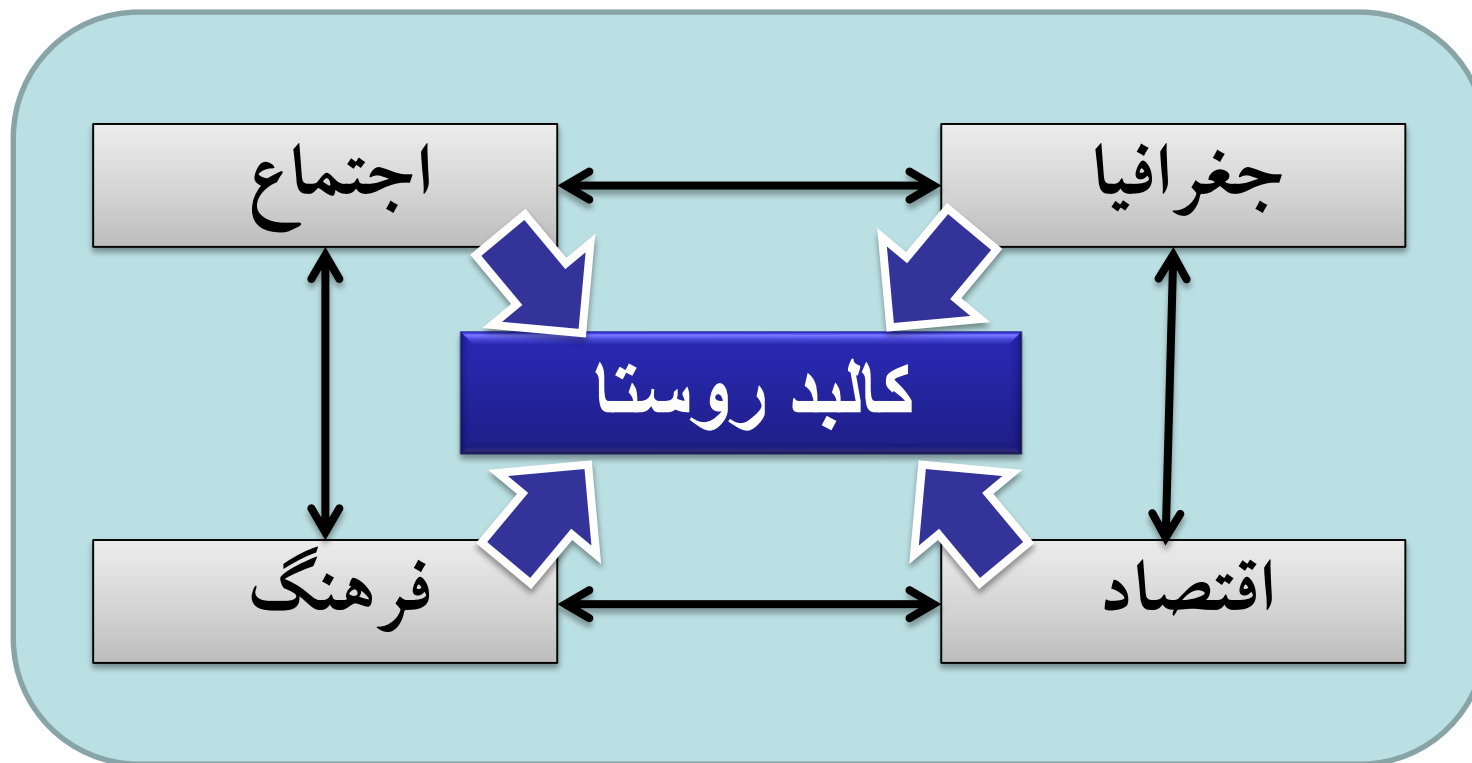 جغرافیا
اجتماع
کالبد روستا
اقتصاد
فرهنگ